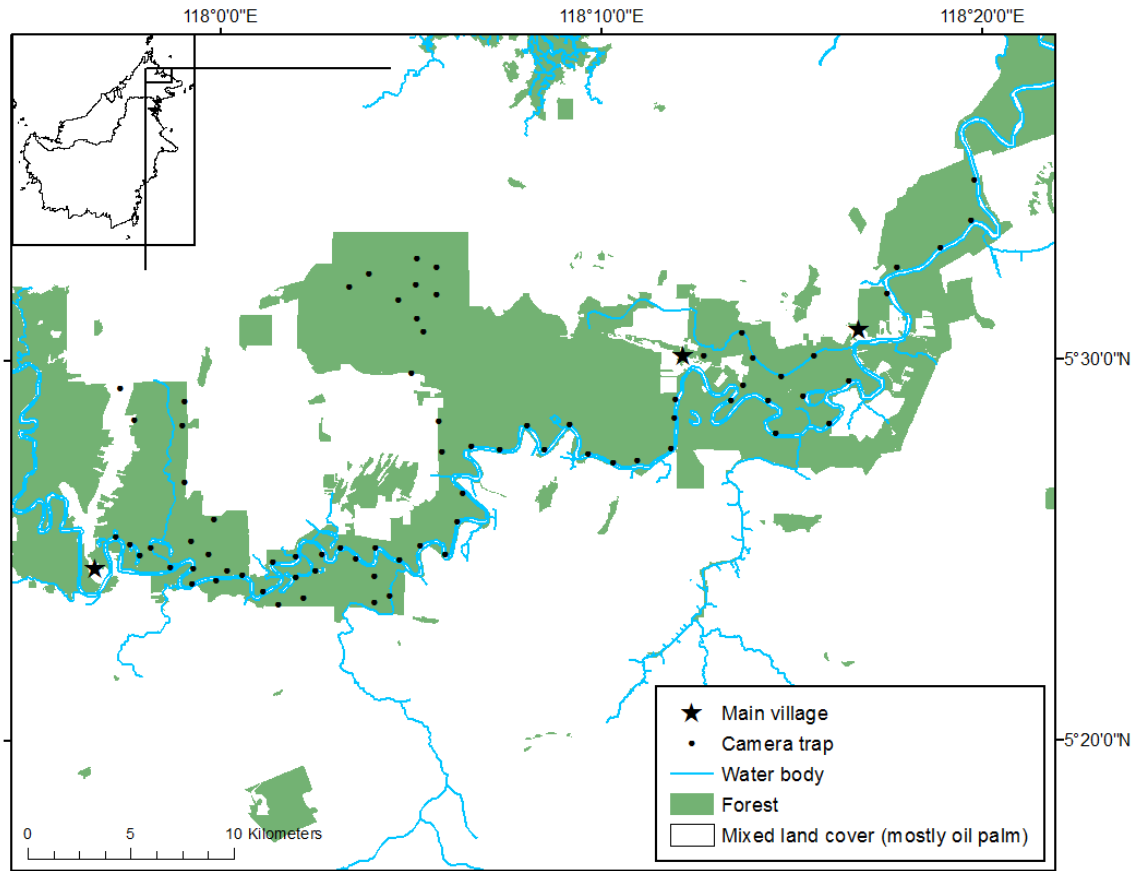 118°0'0"E 118°10'0"E 118°20'0"E
5°30'0"N
5°20'0"N
Main village
Camera trap
Water body
Forest
Mixed land cover (mostly oil palm)
0 5 10 Kilometers